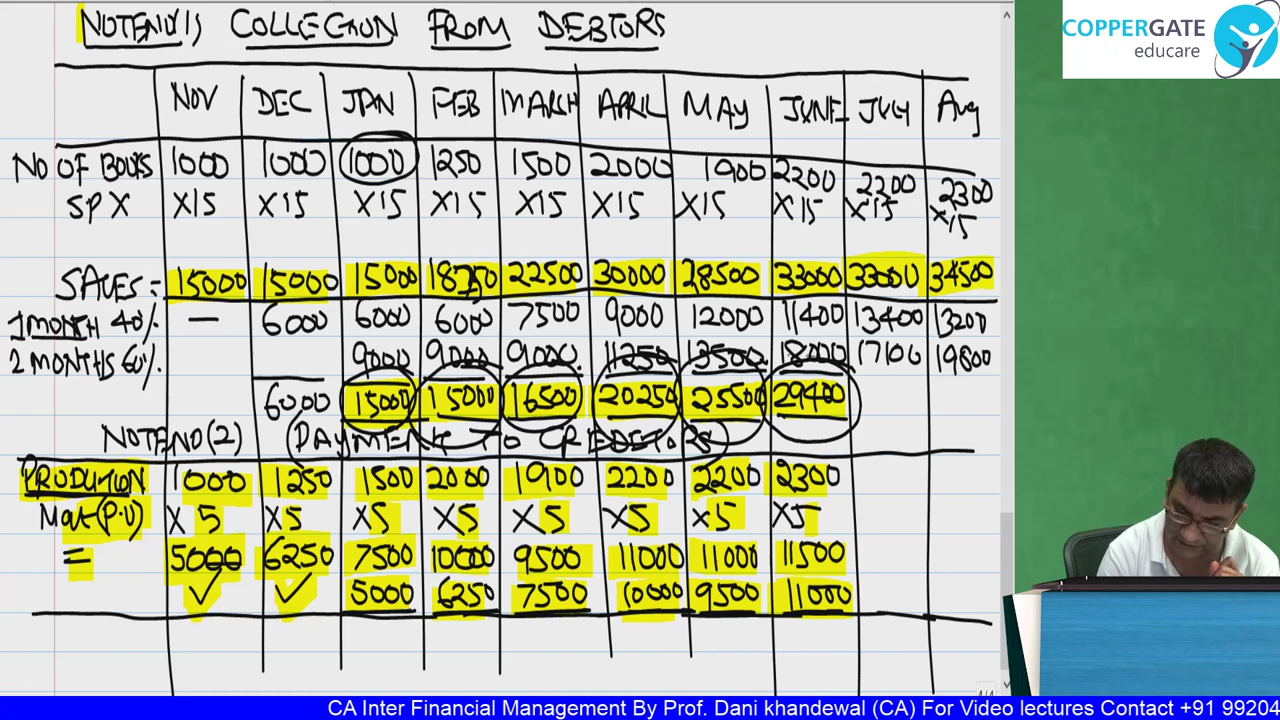 NOTENO(1) COLLECTION FROM DEBTORS
COPPERGATE
educare
NOV DEC JAN FEB MARCH APRIL MAY JUNE JULY Aug
NO OF BOOKS 1000 1000 1000 1250 1500 2000 1900 2200 2200 2300
SP X X15 X15 X15 X15 X15 X15 X15 X15 X15 X15
SALES = 15000 15000 15000 18750 22500 30000 28500 33000 33000 34500
1 MONTH 40% — 6000 6000 6000 7500 9000 12000 11400 13400 13200
2 MONTHS 60% 9000 9000 9000 11250 13500 18000 17100 19800
6000 15000 15000 16500 20250 25500 29400
NOTENO(2) (PAYMENT TO CREDETORS)
PRODUTION 1000 1250 1500 2000 1900 2200 2200 2300
Mat(P.U) X 5 X5 X5 X5 X5 X5 X5 X5
= 5000 6250 7500 10000 9500 11000 11000 11500
✓ ✓ 5000 6250 7500 10000 9500 11000
CA Inter Financial Management By Prof. Dani khandewal (CA) For Video lectures Contact +91 99204